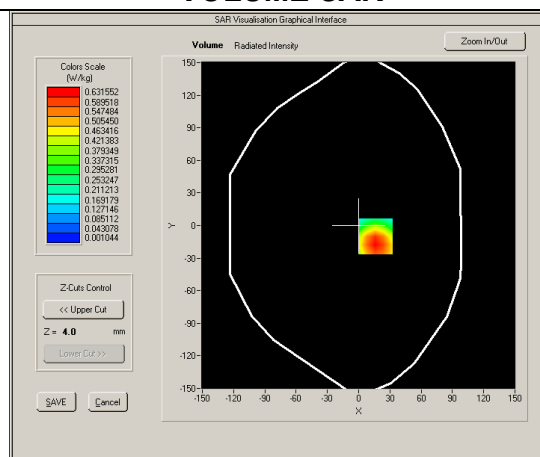 SAR Visualisation Graphical Interface
Volume Radiated Intensity
Zoom In/Out
Colors Scale
(W/kg)
0.631552
0.589518
0.547484
0.505450
0.463416
0.421383
0.379349
0.337315
0.295281
0.253247
0.211213
0.169179
0.127146
0.085112
0.043078
0.001044
Z-Cuts Control
<< Upper Cut
Z = 4.0 mm
Lower Cut >>
SAVE Cancel
150-
120-
90-
60-
30-
Y 0-
-30-
-60-
-90-
-120-
-150-
-150 -120 -90 -60 -30 0 30 60 90 120 150
X